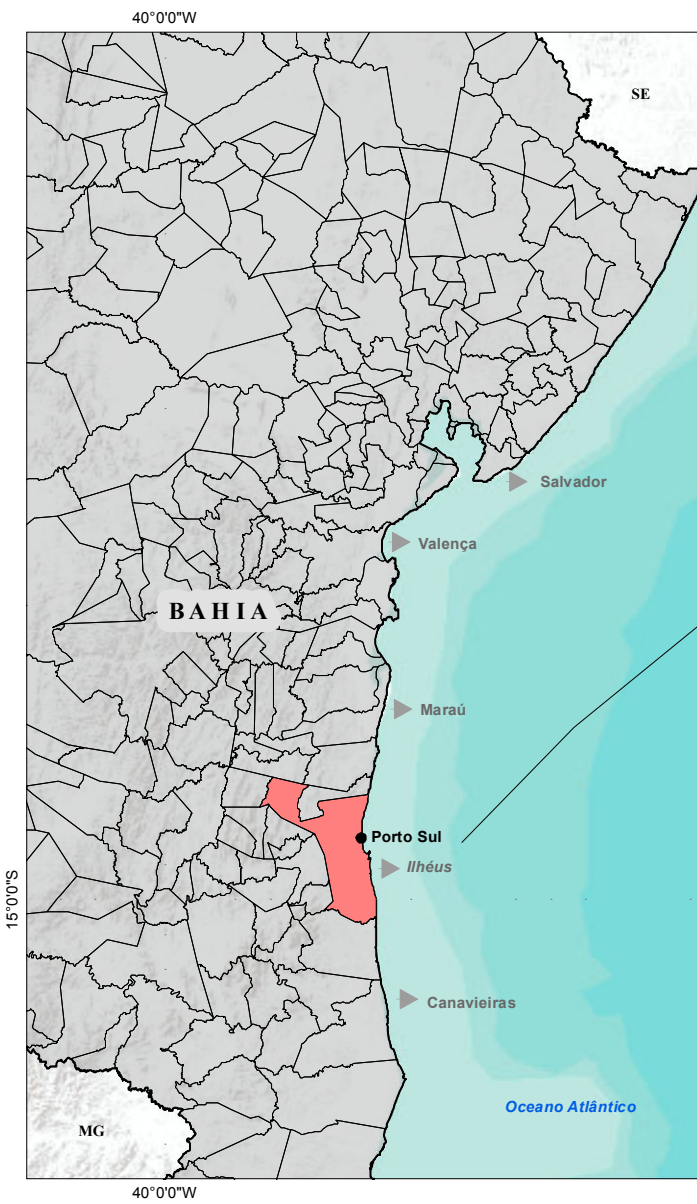 40°0'0"W
SE
Salvador
Valença
BAHIA
Maraú
Porto Sul
Ilhéus
15°0'0"S
Canavieiras
Oceano Atlântico
MG
40°0'0"W